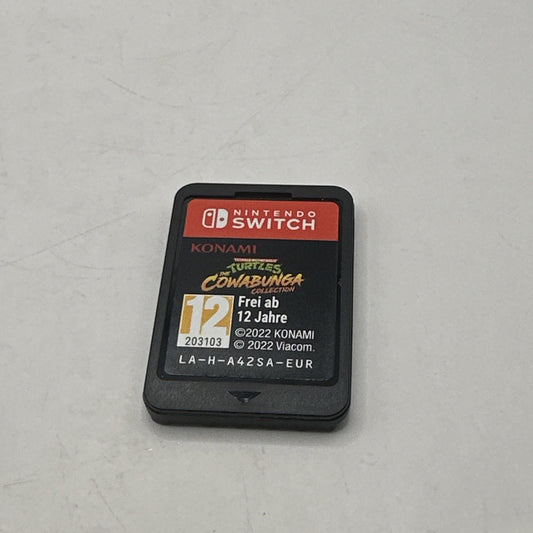 NINTENDO
SWITCH
KONAMI
TURTLES
THE
COWABUNGA
COLLECTION
12
203103
Frei ab
12 Jahre
©2022 KONAMI
© 2022 Viacom.
LA-H-A42SA-EUR